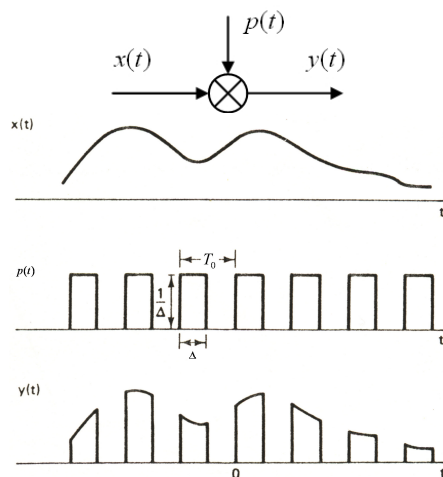 p(t)
x(t) y(t)
x(t)
t
T₀
p(t)
1/Δ
t
Δ
y(t)
0 t